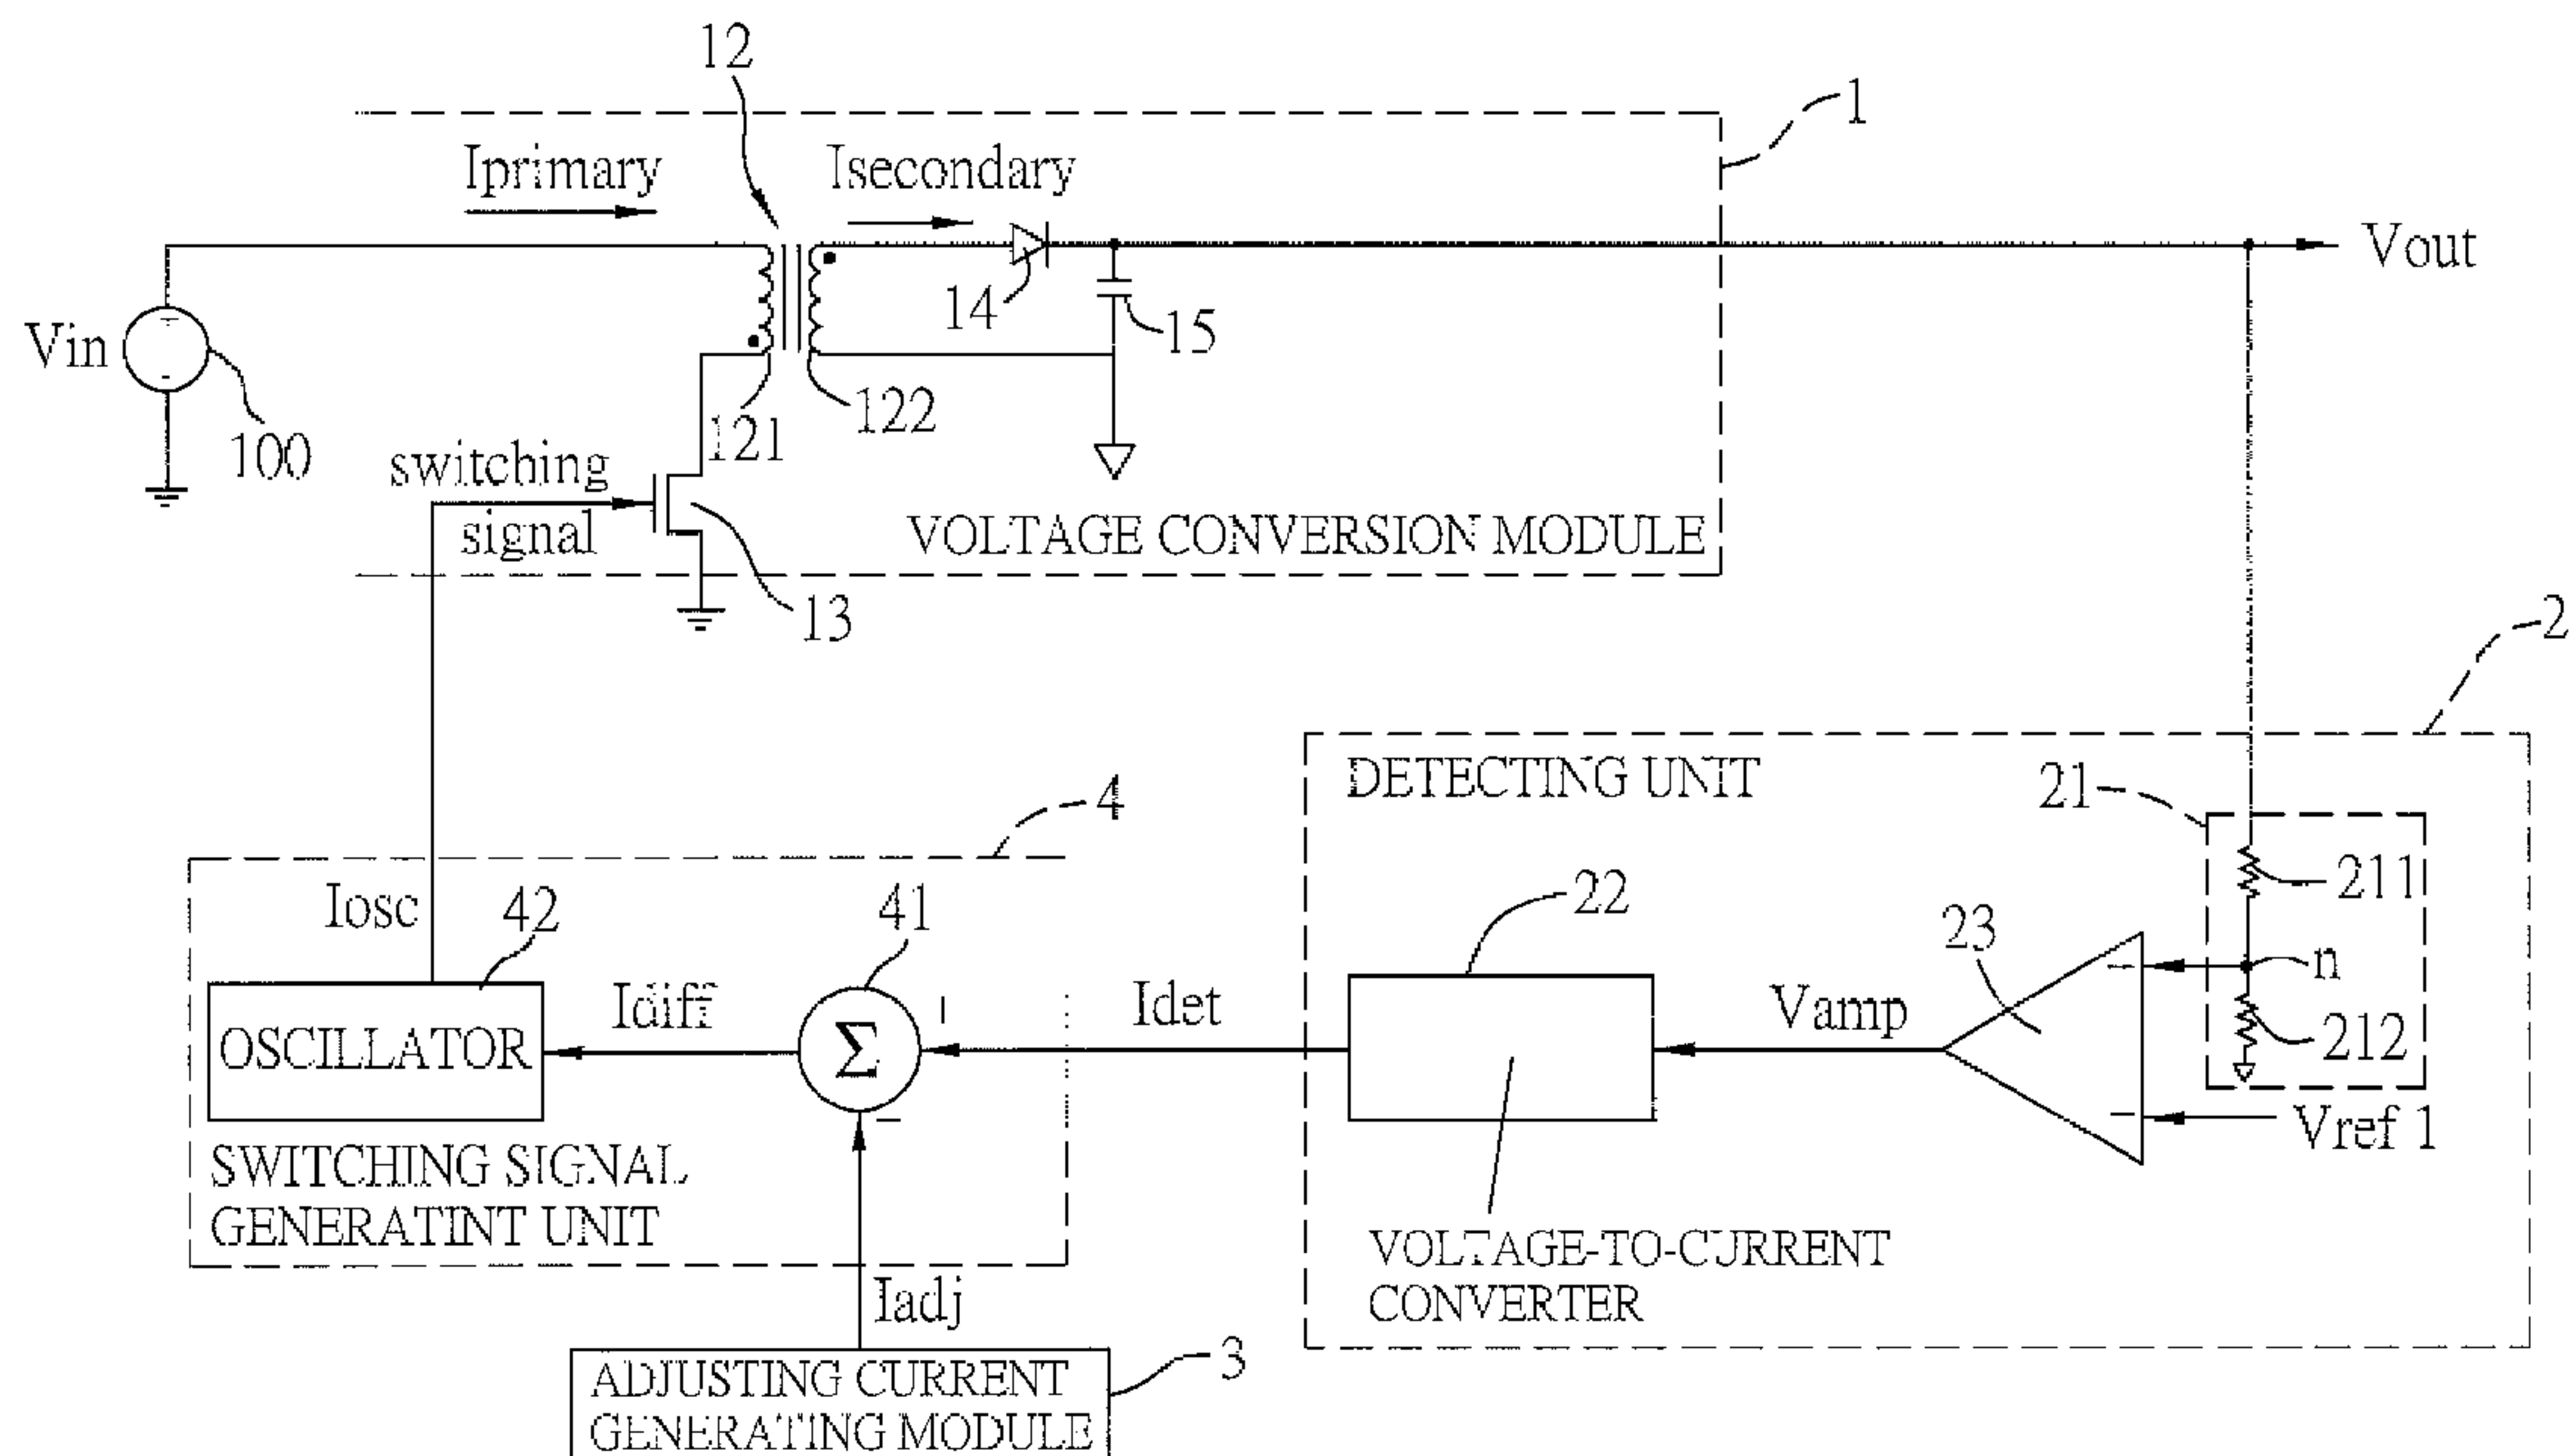 12
1
Iprimary
Isecondary
Vout
Vin
14
15
100
121
122
switching
signal
VOLTAGE CONVERSION MODULE
13
2
DETECTING UNIT
21
4
211
Iosc
42
41
22
23
n
Idiff
+
Idet
Vamp
OSCILLATOR
Σ
212
Vref 1
SWITCHING SIGNAL
GENERATINT UNIT
VOLTAGE-TO-CURRENT
CONVERTER
Iadj
3
ADJUSTING CURRENT
GENERATING MODULE